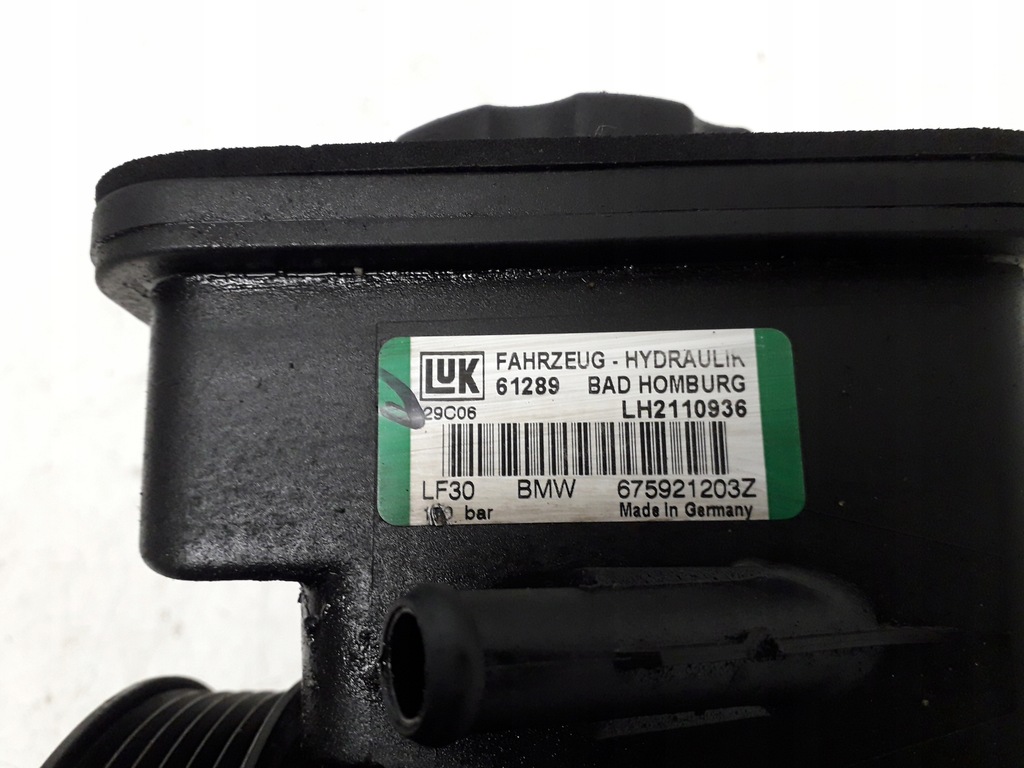 LUK FAHRZEUG - HYDRAULIK
61289 BAD HOMBURG
29C06 LH2110936
LF30 BMW 675921203Z
bar Made in Germany